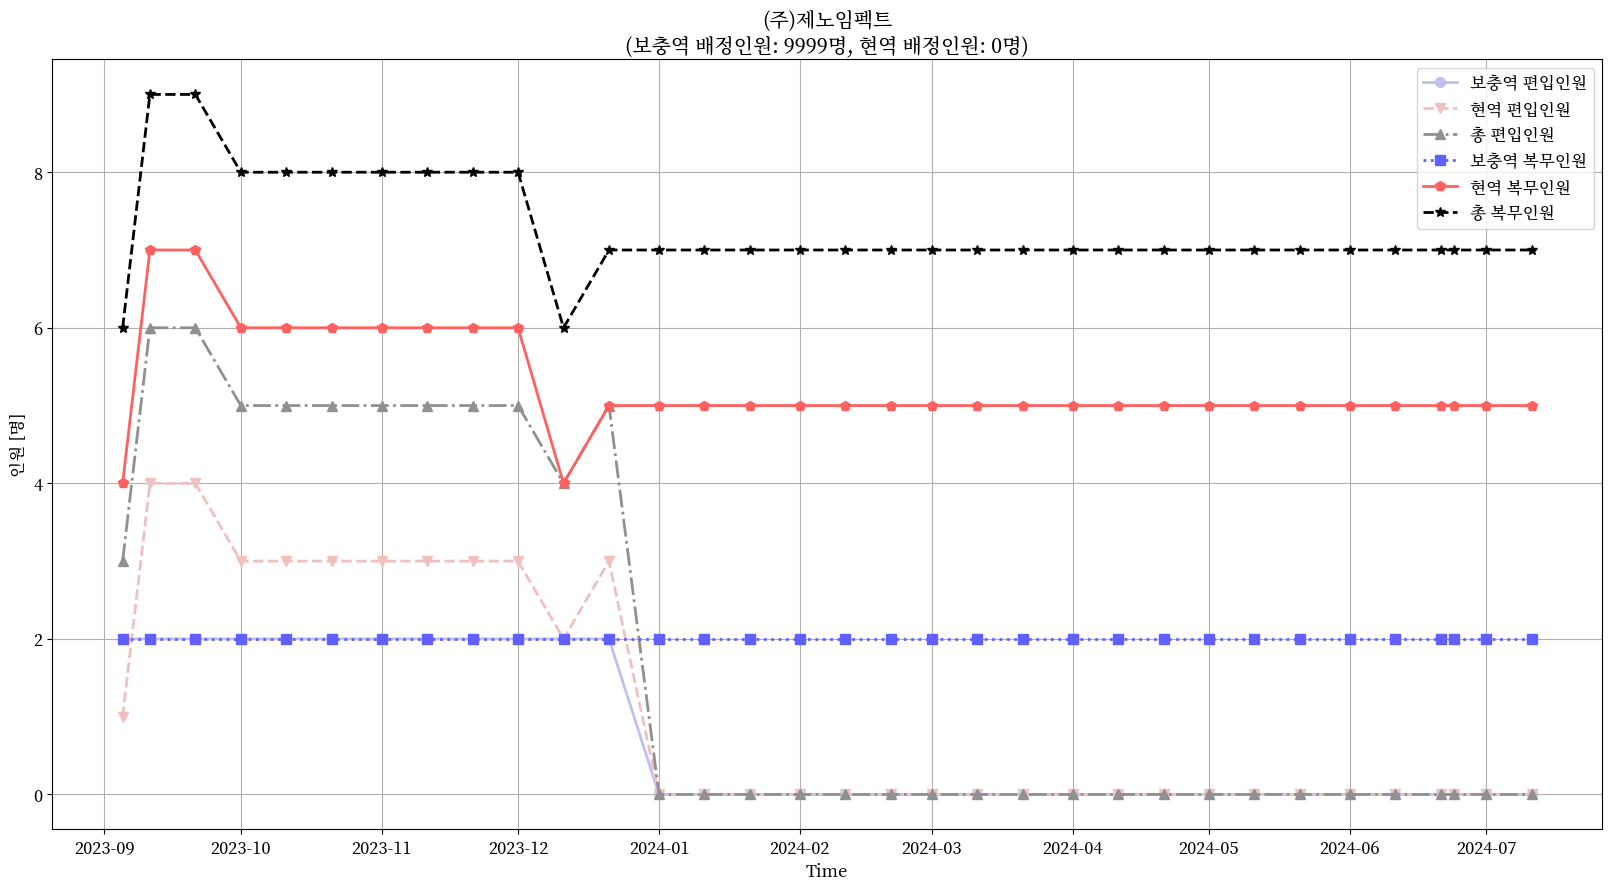 (주)제노임펙트
(보충역 배정인원: 9999명, 현역 배정인원: 0명)
보충역 편입인원
현역 편입인원
총 편입인원
보충역 복무인원
현역 복무인원
총 복무인원
인원 [명]
8
6
4
2
0
2023-09 2023-10 2023-11 2023-12 2024-01 2024-02 2024-03 2024-04 2024-05 2024-06 2024-07
Time